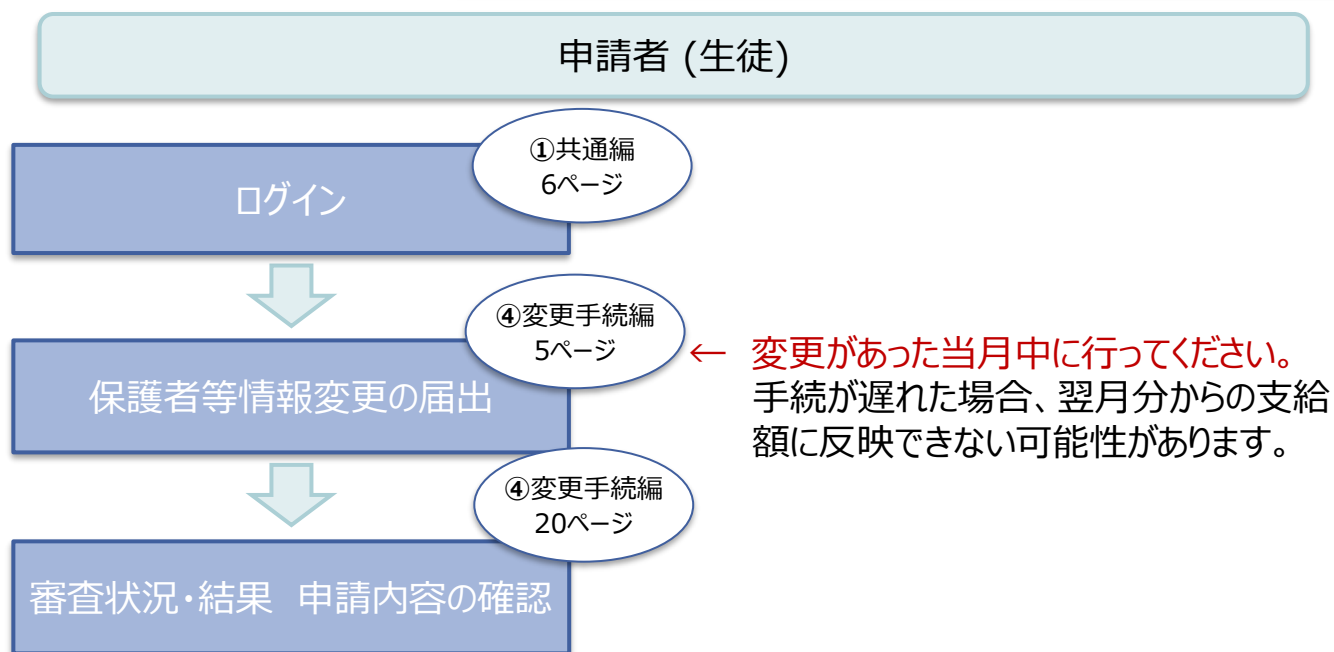 申請者 (生徒)
①共通編
6ページ
ログイン
④変更手続編
5ページ
保護者等情報変更の届出
← 変更があった当月中に行ってください。
手続が遅れた場合、翌月分からの支給
額に反映できない可能性があります。
④変更手続編
20ページ
審査状況・結果　申請内容の確認